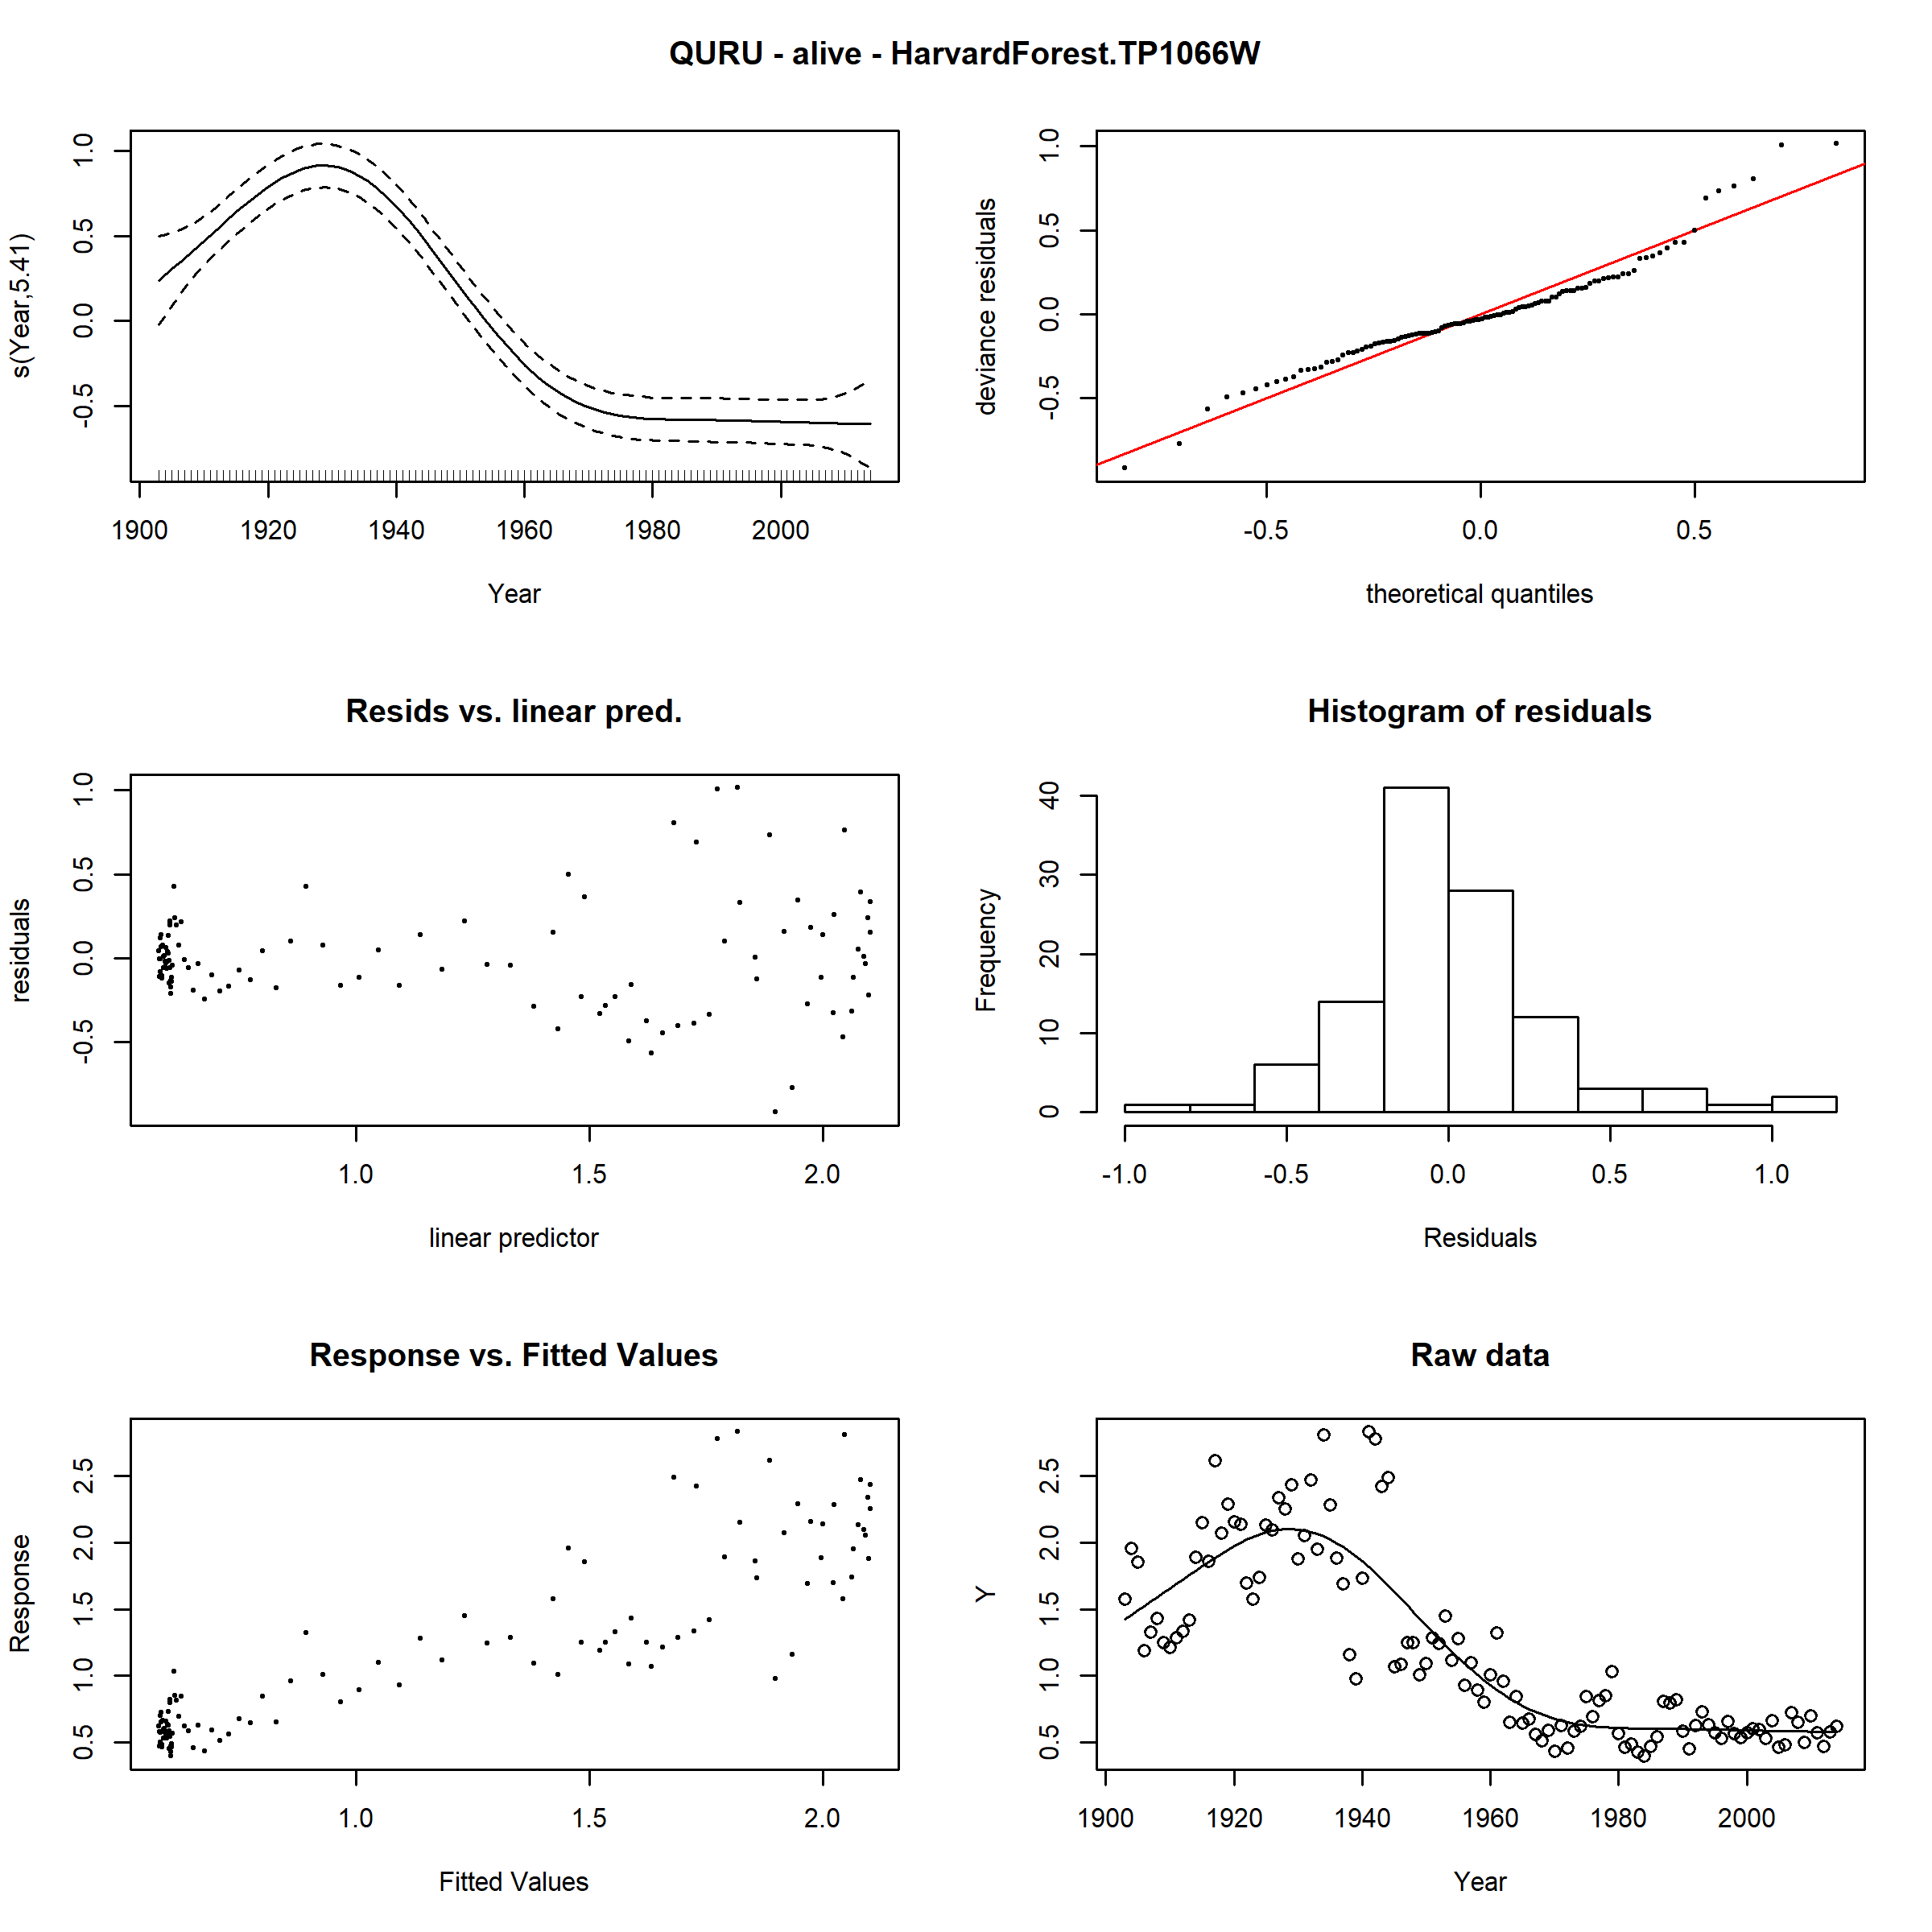 QURU - alive - HarvardForest.TP1066W
s(Year,5.41)
1.0
0.5
0.0
-0.5
1900 1920 1940 1960 1980 2000
Year
deviance residuals
1.0
0.5
0.0
-0.5
-0.5 0.0 0.5
theoretical quantiles
Resids vs. linear pred.
residuals
1.0
0.5
0.0
-0.5
1.0 1.5 2.0
linear predictor
Histogram of residuals
Frequency
40
30
20
10
0
-1.0 -0.5 0.0 0.5 1.0
Residuals
Response vs. Fitted Values
Response
2.5
2.0
1.5
1.0
0.5
1.0 1.5 2.0
Fitted Values
Raw data
Y
2.5
2.0
1.5
1.0
0.5
1900 1920 1940 1960 1980 2000
Year